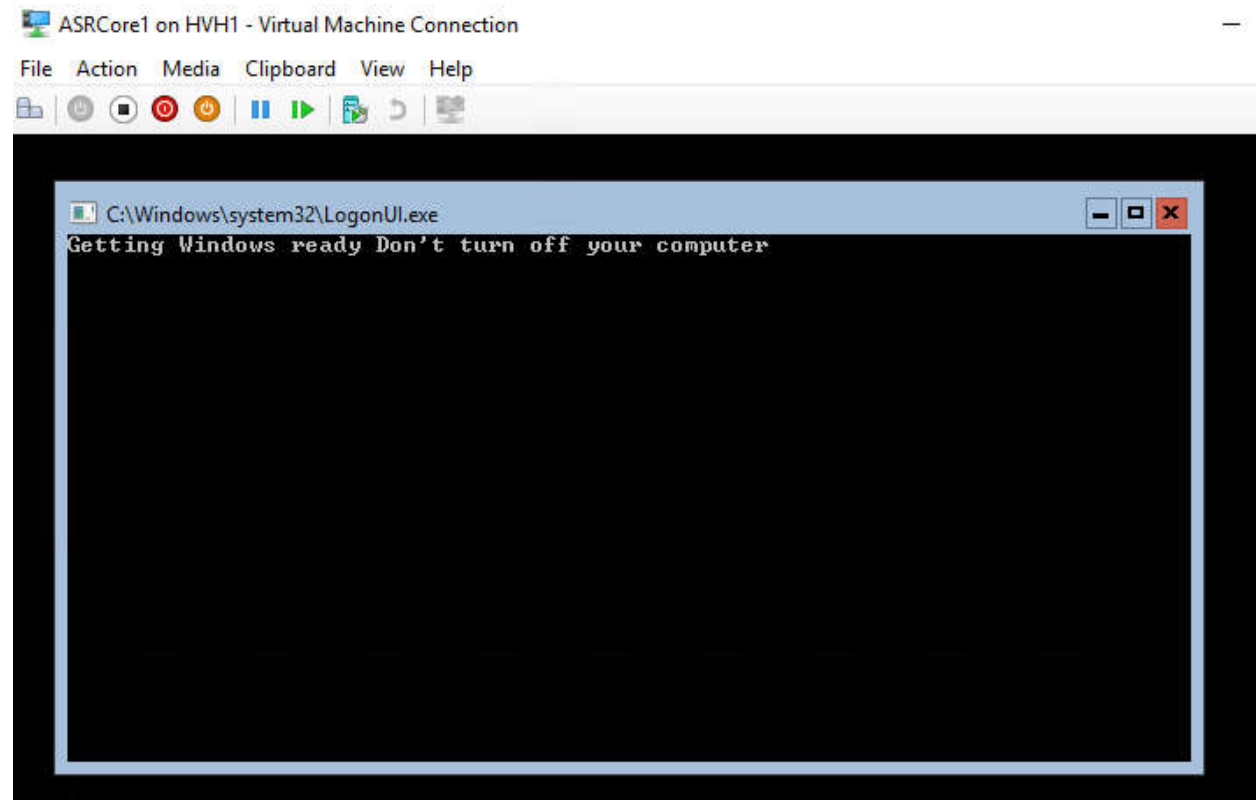 ASRCore1 on HVH1 - Virtual Machine Connection
File Action Media Clipboard View Help
C:\Windows\system32\LogonUI.exe
Getting Windows ready Don't turn off your computer